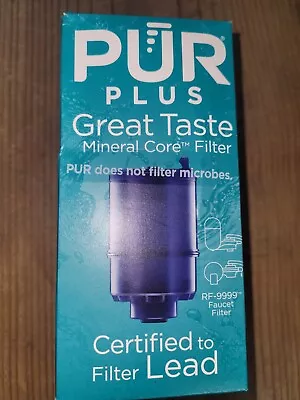 PUR
PLUS
Great Taste
Mineral Core™ Filter
PUR does not filter microbes.
RF-9999™
Faucet
Filter
Certified to
Filter Lead